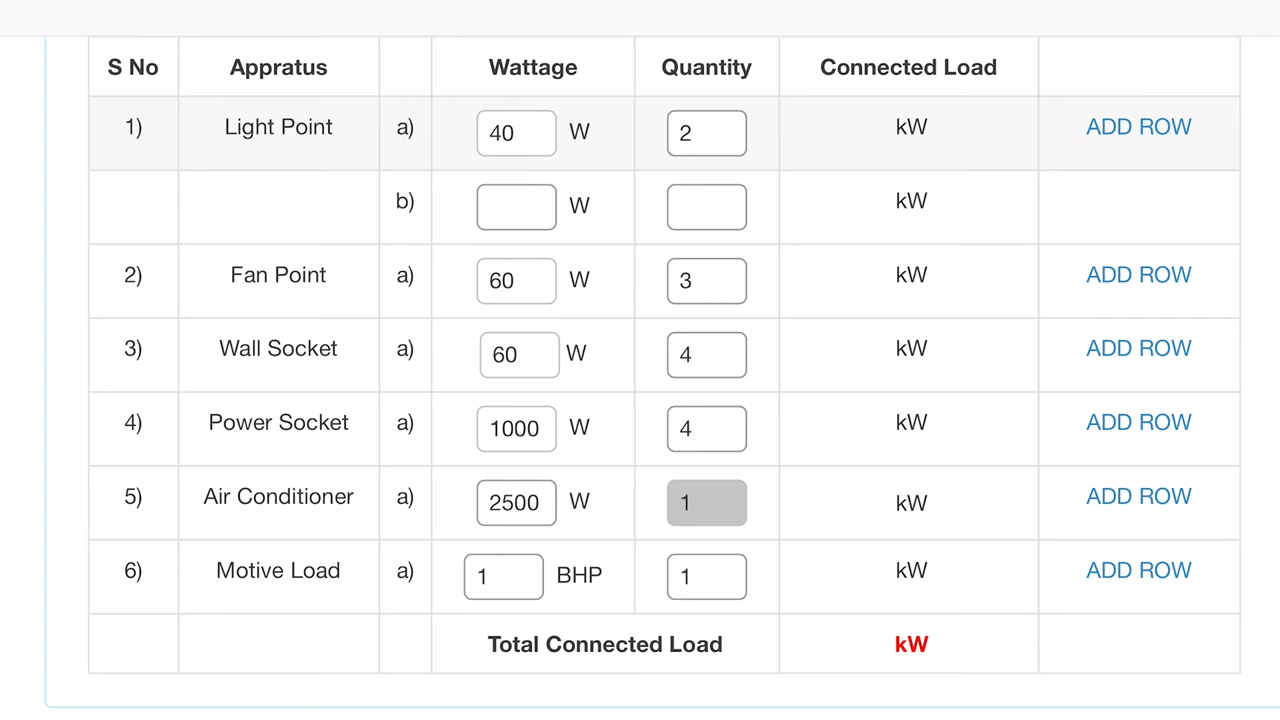 S No Appratus Wattage Quantity Connected Load
1) Light Point a) 40 W 2 kW ADD ROW
b) W kW
2) Fan Point a) 60 W 3 kW ADD ROW
3) Wall Socket a) 60 W 4 kW ADD ROW
4) Power Socket a) 1000 W 4 kW ADD ROW
5) Air Conditioner a) 2500 W 1 kW ADD ROW
6) Motive Load a) 1 BHP 1 kW ADD ROW
Total Connected Load kW